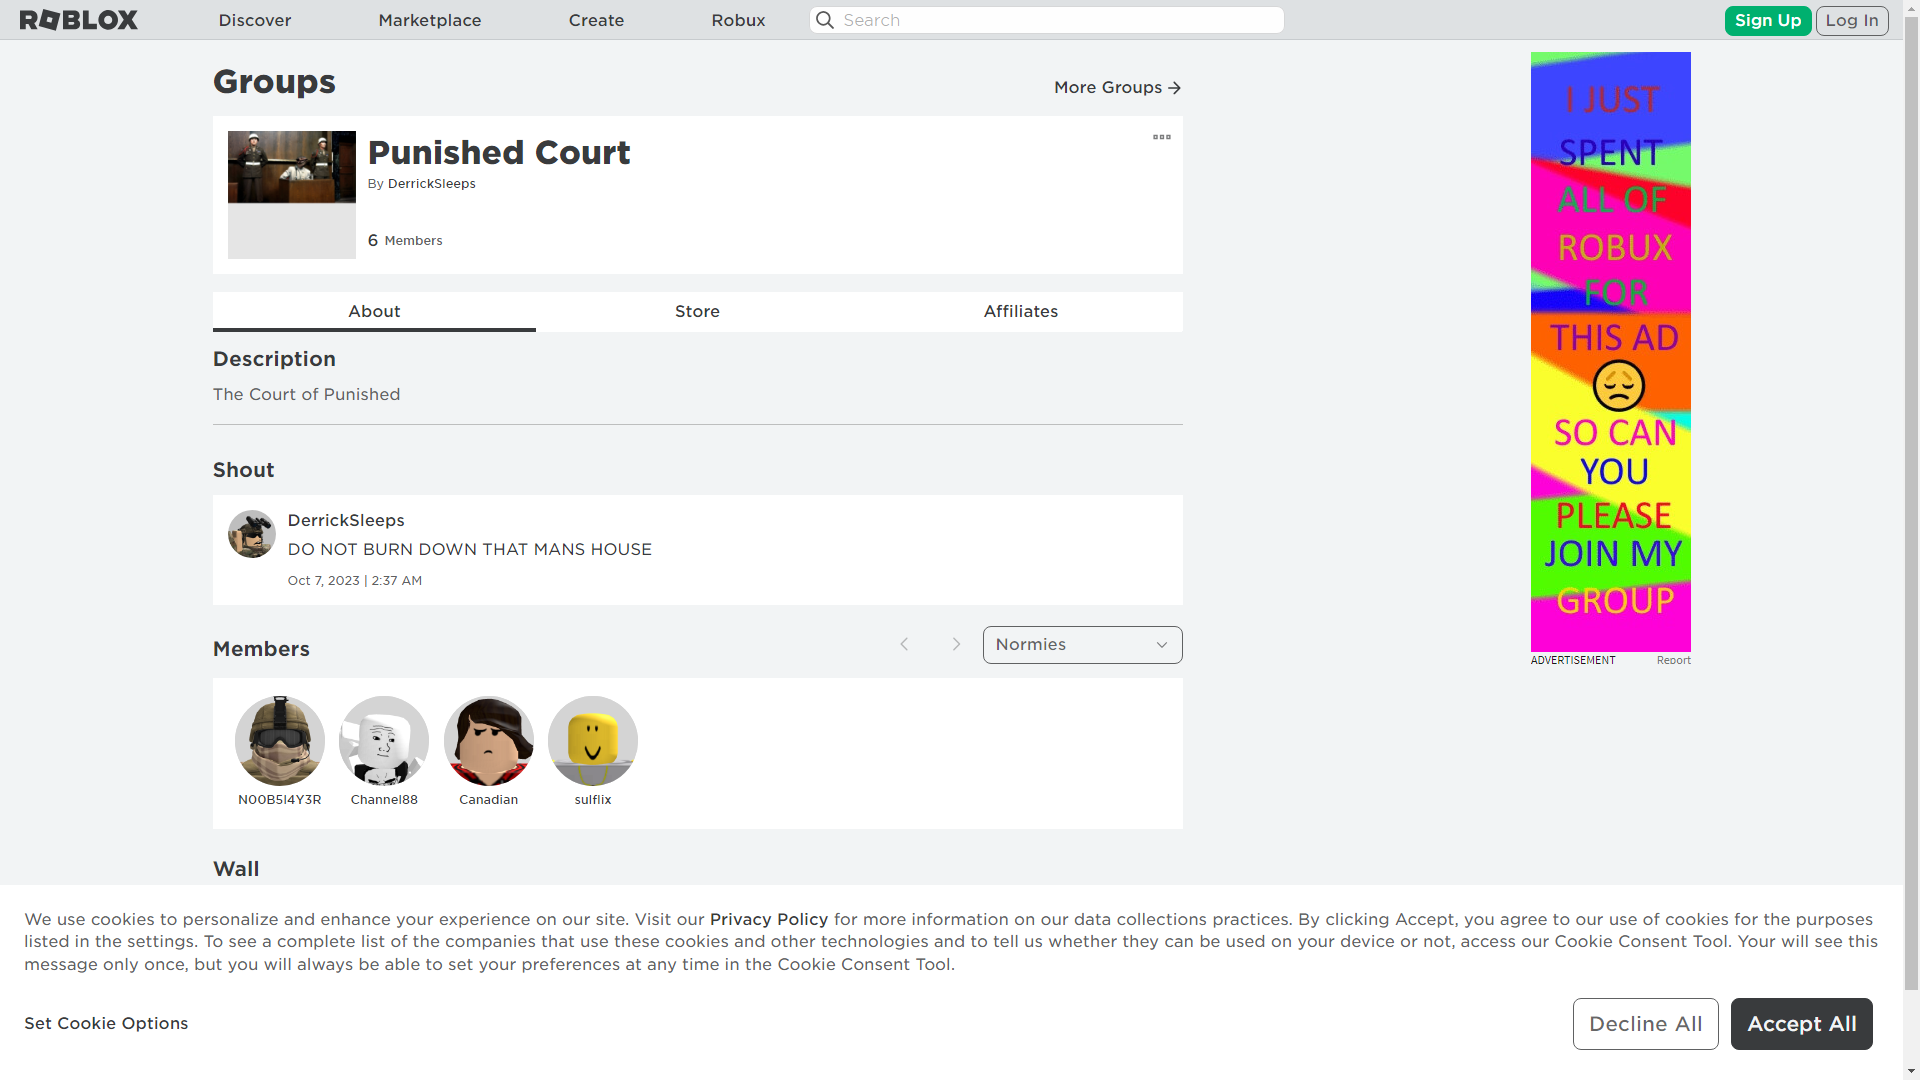 ROBLOX
Discover
Marketplace
Create
Robux
Search
Sign Up
Log In
Groups
More Groups
Punished Court
By DerrickSleeps
6 Members
About
Store
Affiliates
Description
The Court of Punished
Shout
DerrickSleeps
DO NOT BURN DOWN THAT MANS HOUSE
Oct 7, 2023 | 2:37 AM
Members
Normies
N00B5l4Y3R
Channel88
Canadian
sulflix
Wall
I JUST
SPENT
ALL OF
ROBUX
FOR
THIS AD
SO CAN
YOU
PLEASE
JOIN MY
GROUP
ADVERTISEMENT
Report
We use cookies to personalize and enhance your experience on our site. Visit our Privacy Policy for more information on our data collections practices. By clicking Accept, you agree to our use of cookies for the purposes
listed in the settings. To see a complete list of the companies that use these cookies and other technologies and to tell us whether they can be used on your device or not, access our Cookie Consent Tool. Your will see this
message only once, but you will always be able to set your preferences at any time in the Cookie Consent Tool.
Set Cookie Options
Decline All
Accept All